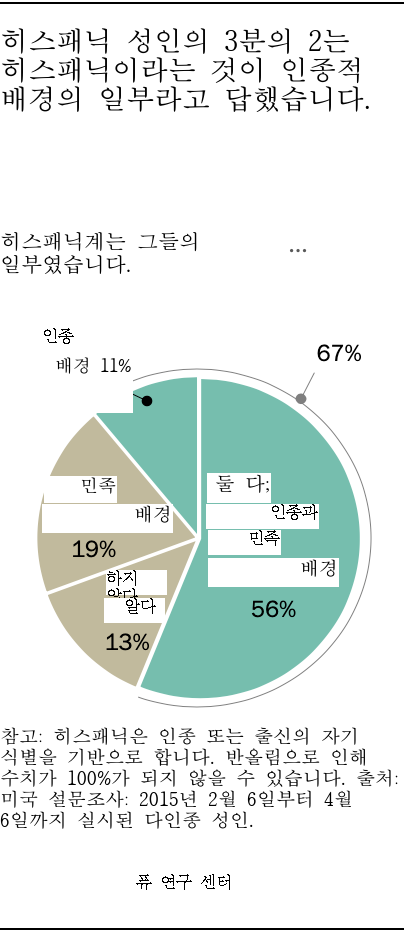 히스패닉 성인의 3분의 2는
히스패닉이라는 것이 인종적
배경의 일부라고 답했습니다.
히스패닉계는 그들의 ...
일부였습니다.
인종
배경 11%
67%
민족
배경
19%
둘 다;
인종과
민족
배경
56%
하지
않다
알다
13%
참고: 히스패닉은 인종 또는 출신의 자기
식별을 기반으로 합니다. 반올림으로 인해
수치가 100%가 되지 않을 수 있습니다. 출처:
미국 설문조사: 2015년 2월 6일부터 4월
6일까지 실시된 다인종 성인.
퓨 연구 센터